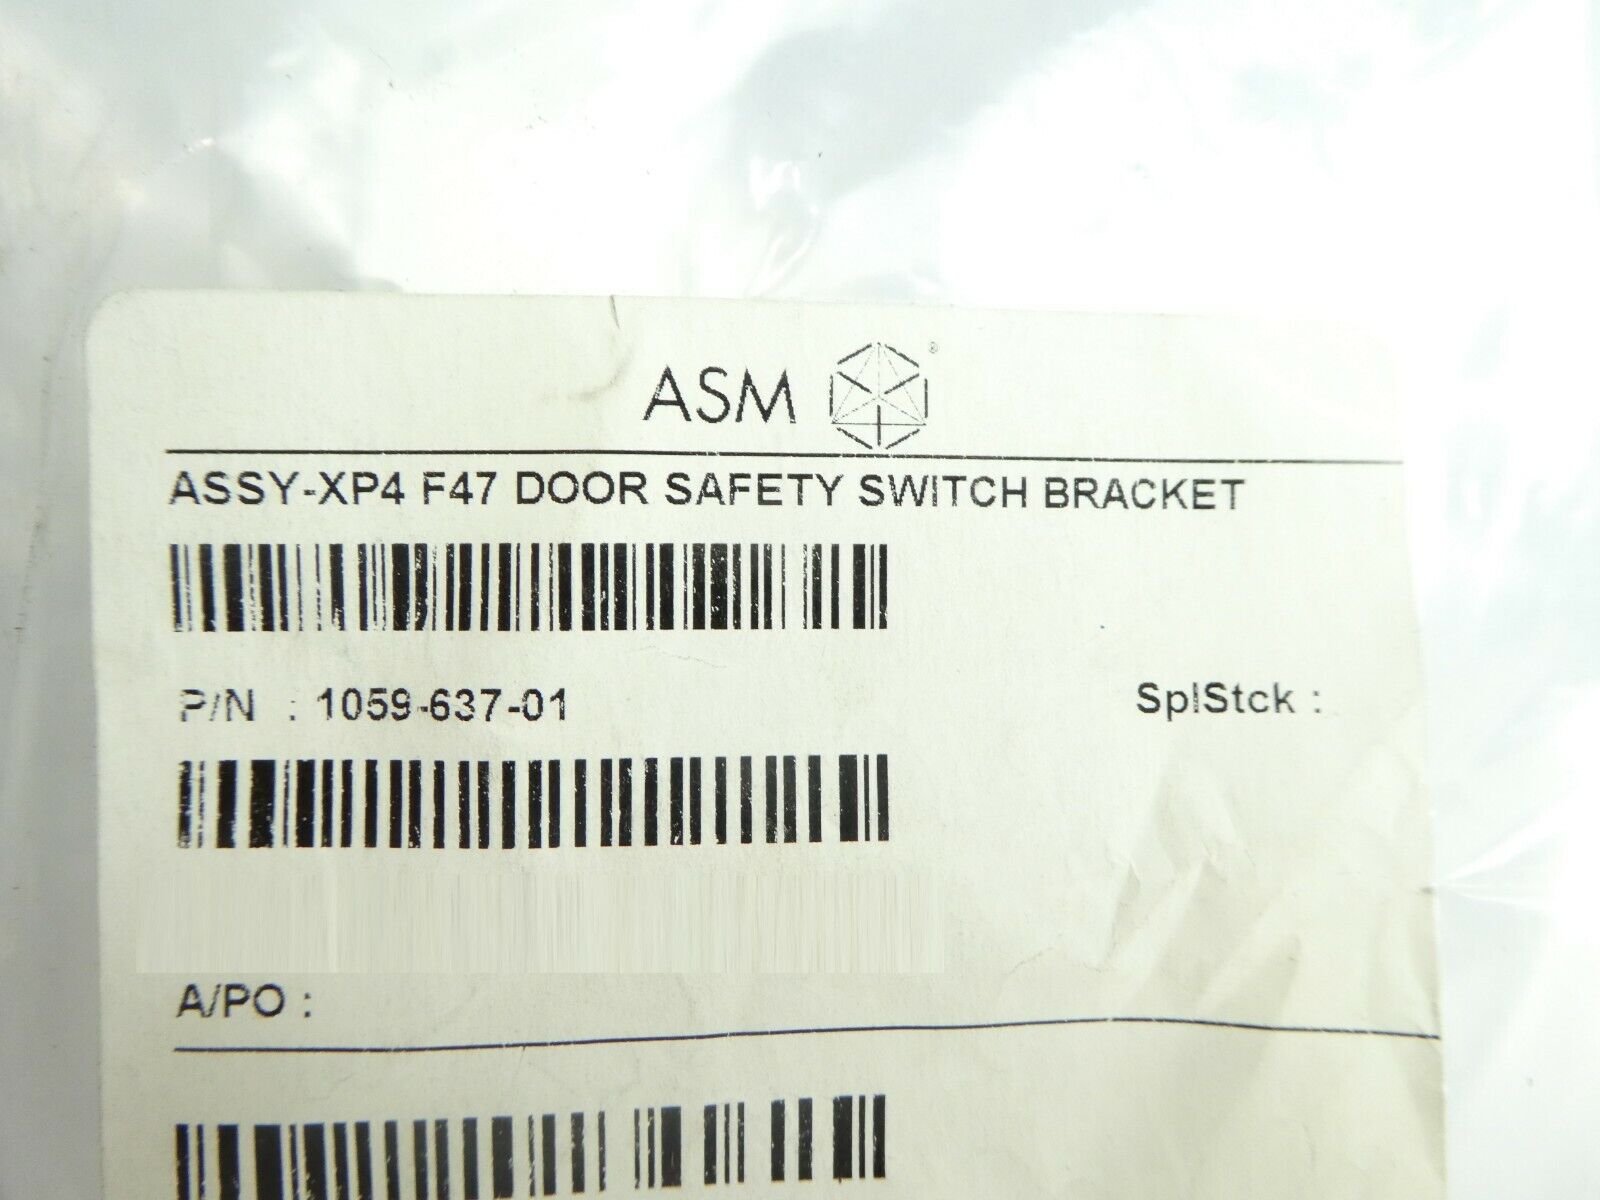 ASM ®
ASSY-XP4 F47 DOOR SAFETY SWITCH BRACKET
P/N : 1059-637-01 SplStck :
A/PO :